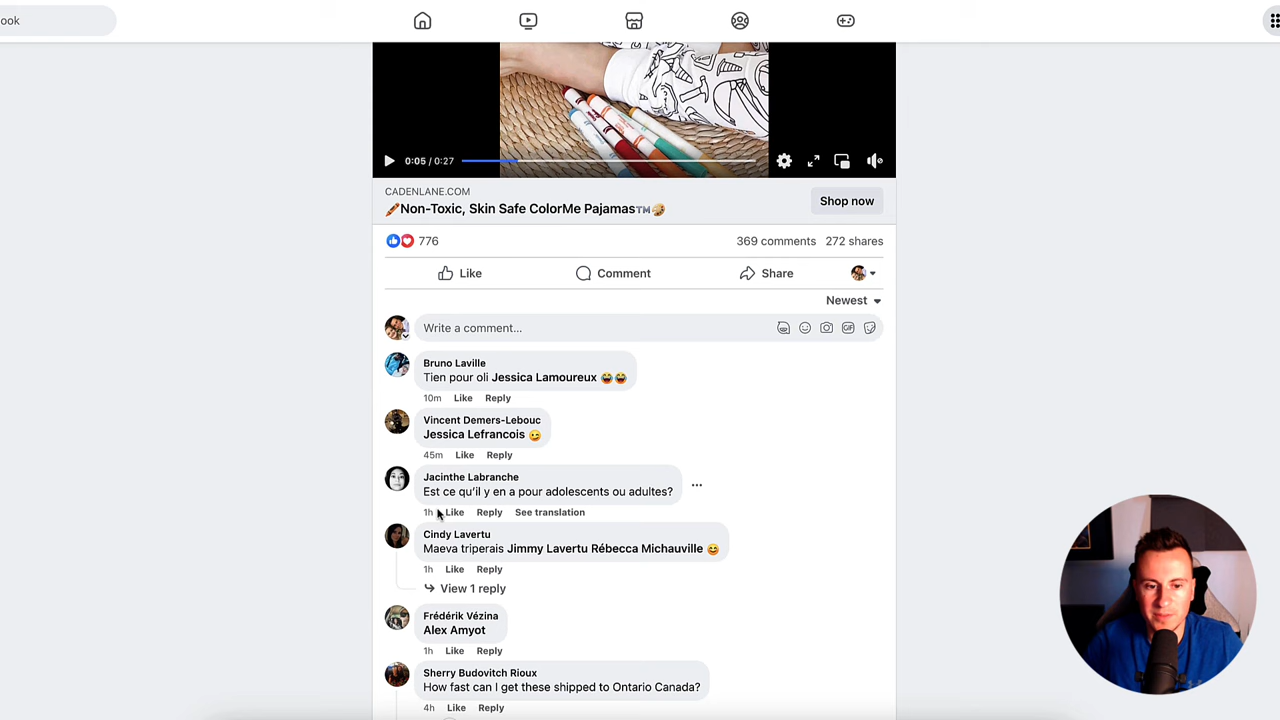 ook
0:05 / 0:27
CADENLANE.COM
🖍️Non-Toxic, Skin Safe ColorMe Pajamas™️🎨
Shop now
776
369 comments 272 shares
Like Comment Share
Newest
Write a comment...
GIF
Bruno Laville
Tien pour oli Jessica Lamoureux 😂😂
10m Like Reply
Vincent Demers-Lebouc
Jessica Lefrancois 😉
45m Like Reply
Jacinthe Labranche
Est ce qu'il y en a pour adolescents ou adultes?
1h Like Reply See translation
Cindy Lavertu
Maeva triperais Jimmy Lavertu Rébecca Michauville 😊
1h Like Reply
View 1 reply
Frédérik Vézina
Alex Amyot
1h Like Reply
Sherry Budovitch Rioux
How fast can I get these shipped to Ontario Canada?
4h Like Reply